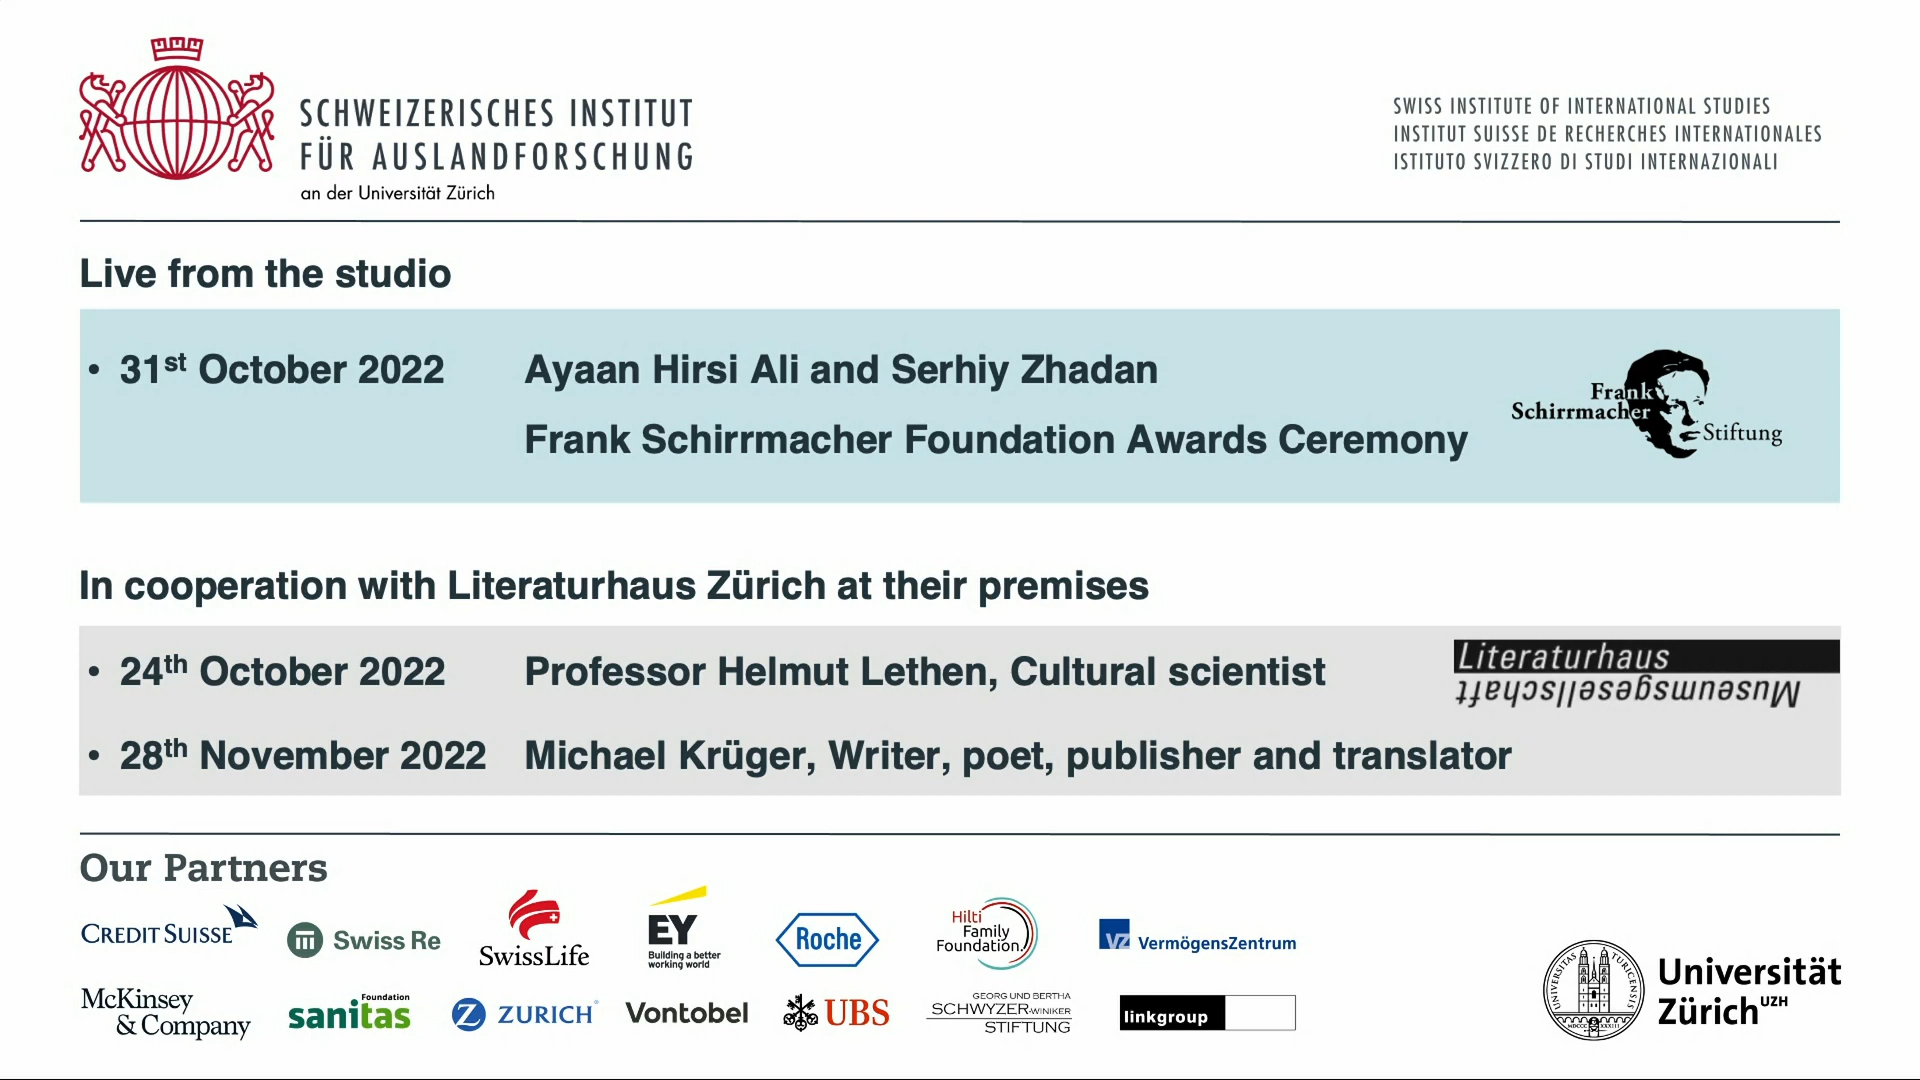 SCHWEIZERISCHES INSTITUT
FÜR AUSLANDFORSCHUNG
an der Universität Zürich
SWISS INSTITUTE OF INTERNATIONAL STUDIES
INSTITUT SUISSE DE RECHERCHES INTERNATIONALES
ISTITUTO SVIZZERO DI STUDI INTERNAZIONALI
Live from the studio
• 31st October 2022 Ayaan Hirsi Ali and Serhiy Zhadan
Frank Schirrmacher Foundation Awards Ceremony
Frank
Schirrmacher
Stiftung
In cooperation with Literaturhaus Zürich at their premises
• 24th October 2022 Professor Helmut Lethen, Cultural scientist
• 28th November 2022 Michael Krüger, Writer, poet, publisher and translator
Literaturhaus
Museumsgesellschaft
Our Partners
CREDIT SUISSE
Swiss Re
SwissLife
EY
Building a better
working world
Roche
Hilti
Family
Foundation.
VZ VermögensZentrum
McKinsey
& Company
Foundation
sanitas
Z ZURICH®
Vontobel
UBS
GEORG UND BERTHA
SCHWYZER-WINIKER
STIFTUNG
linkgroup
UNIVERSITAS TURICENSIS
MDCCC XXXIII
Universität
Zürich UZH